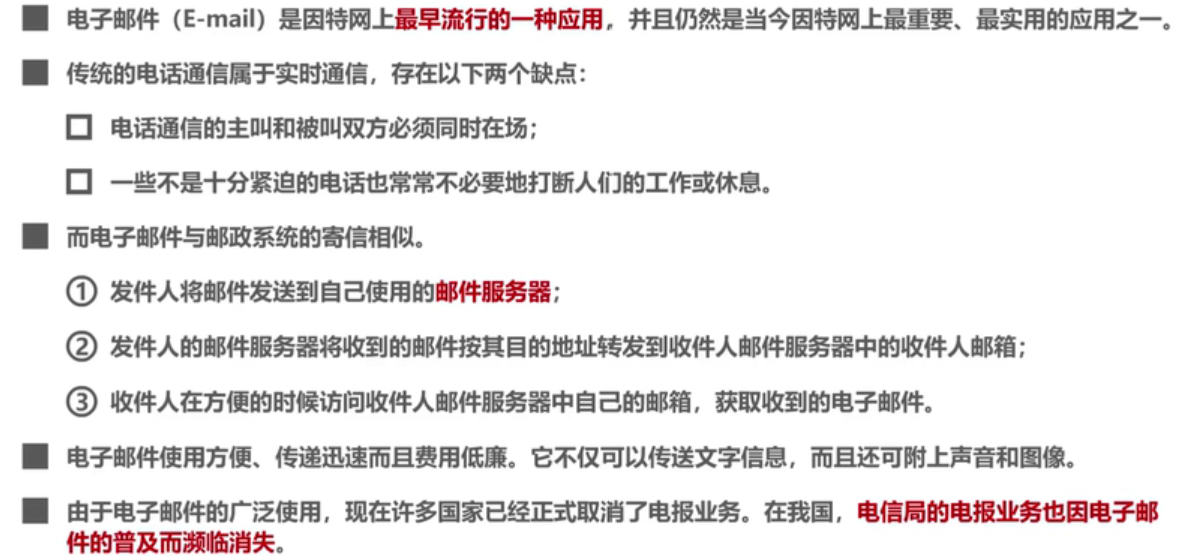 ■ 电子邮件（E-mail）是因特网上最早流行的一种应用，并且仍然是当今因特网上最重要、最实用的应用之一。
■ 传统的电话通信属于实时通信，存在以下两个缺点：
□ 电话通信的主叫和被叫双方必须同时在场；
□ 一些不是十分紧迫的电话也常常不必要地打断人们的工作或休息。
■ 而电子邮件与邮政系统的寄信相似。
① 发件人将邮件发送到自己使用的邮件服务器；
② 发件人的邮件服务器将收到的邮件按其目的地址转发到收件人邮件服务器中的收件人邮箱；
③ 收件人在方便的时候访问收件人邮件服务器中自己的邮箱，获取收到的电子邮件。
■ 电子邮件使用方便、传递迅速而且费用低廉。它不仅可以传送文字信息，而且还可附上声音和图像。
■ 由于电子邮件的广泛使用，现在许多国家已经正式取消了电报业务。在我国，电信局的电报业务也因电子邮
件的普及而濒临消失。